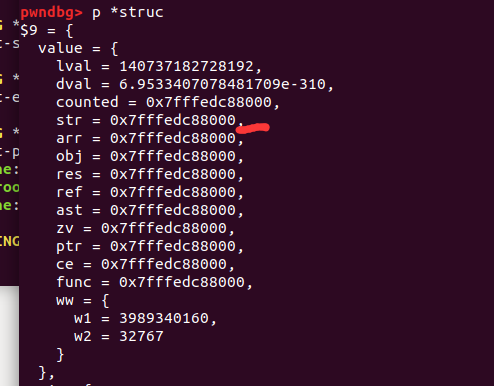 pwndbg> p *struc
$9 = {
value = {
lval = 140737182728192,
dval = 6.9533407078481709e-310,
counted = 0x7fffedc88000,
str = 0x7fffedc88000,
arr = 0x7fffedc88000,
obj = 0x7fffedc88000,
res = 0x7fffedc88000,
ref = 0x7fffedc88000,
ast = 0x7fffedc88000,
zv = 0x7fffedc88000,
ptr = 0x7fffedc88000,
ce = 0x7fffedc88000,
func = 0x7fffedc88000,
ww = {
w1 = 3989340160,
w2 = 32767
}
},